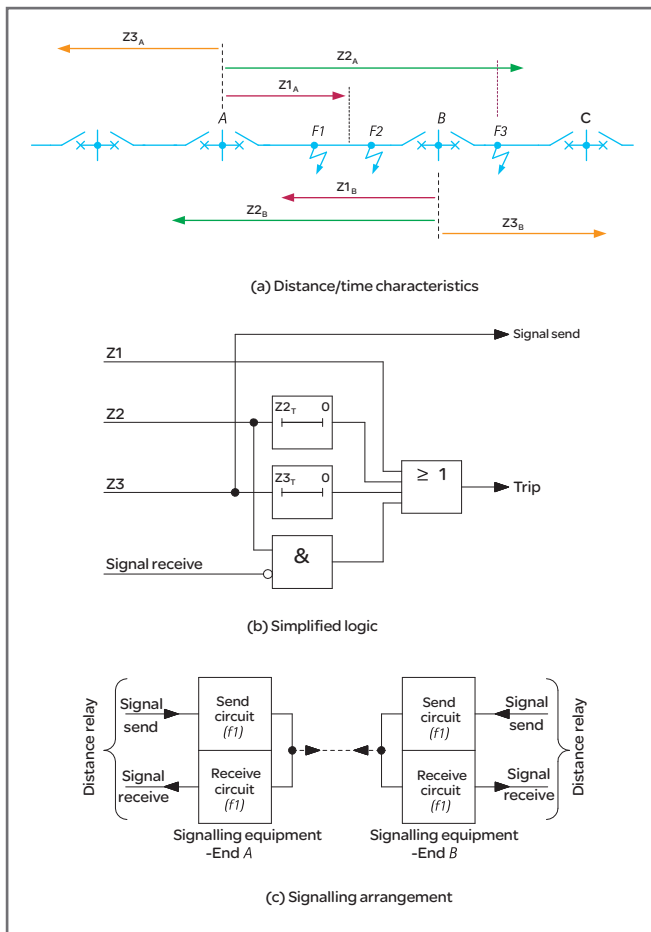 Z3A
Z2A
Z1A
A
F1
F2
B
F3
C
Z1B
Z2B
Z3B
(a) Distance/time characteristics
Signal send
Z1
Z2
Z2T 0
Z3
Z3T 0
≥ 1
Trip
&
Signal receive
(b) Simplified logic
Distance relay
Signal
send
Signal
receive
Send
circuit
(f1)
Receive
circuit
(f1)
Signalling equipment
-End A
Send
circuit
(f1)
Receive
circuit
(f1)
Signalling equipment
-End B
Signal
send
Signal
receive
Distance relay
(c) Signalling arrangement